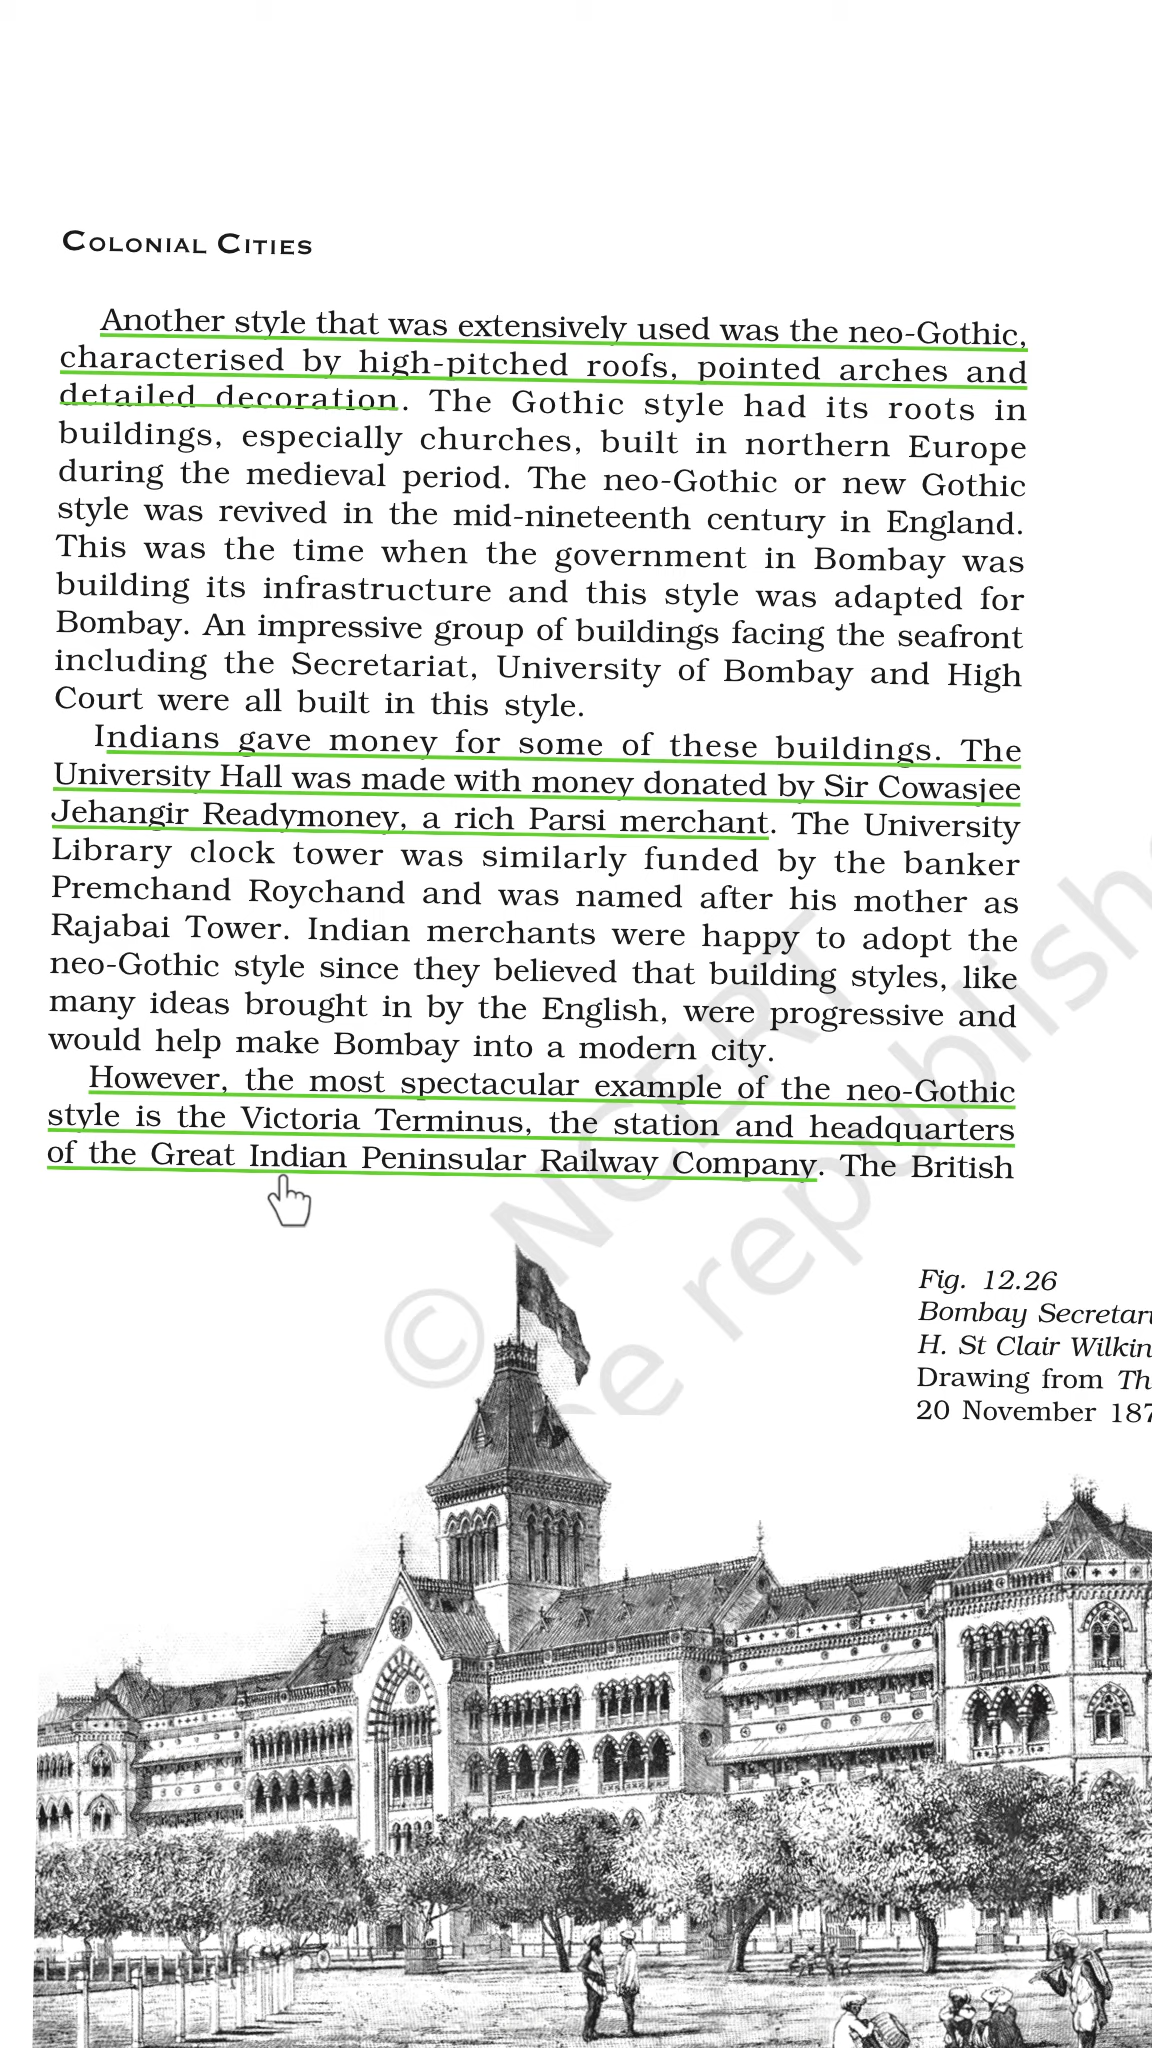 COLONIAL CITIES
Another style that was extensively used was the neo-Gothic,
characterised by high-pitched roofs, pointed arches and
detailed decoration. The Gothic style had its roots in
buildings, especially churches, built in northern Europe
during the medieval period. The neo-Gothic or new Gothic
style was revived in the mid-nineteenth century in England.
This was the time when the government in Bombay was
building its infrastructure and this style was adapted for
Bombay. An impressive group of buildings facing the seafront
including the Secretariat, University of Bombay and High
Court were all built in this style.
Indians gave money for some of these buildings. The
University Hall was made with money donated by Sir Cowasjee
Jehangir Readymoney, a rich Parsi merchant. The University
Library clock tower was similarly funded by the banker
Premchand Roychand and was named after his mother as
Rajabai Tower. Indian merchants were happy to adopt the
neo-Gothic style since they believed that building styles, like
many ideas brought in by the English, were progressive and
would help make Bombay into a modern city.
However, the most spectacular example of the neo-Gothic
style is the Victoria Terminus, the station and headquarters
of the Great Indian Peninsular Railway Company. The British
© NCERT
be republish
Fig. 12.26
Bombay Secretari
H. St Clair Wilkin
Drawing from Th
20 November 187